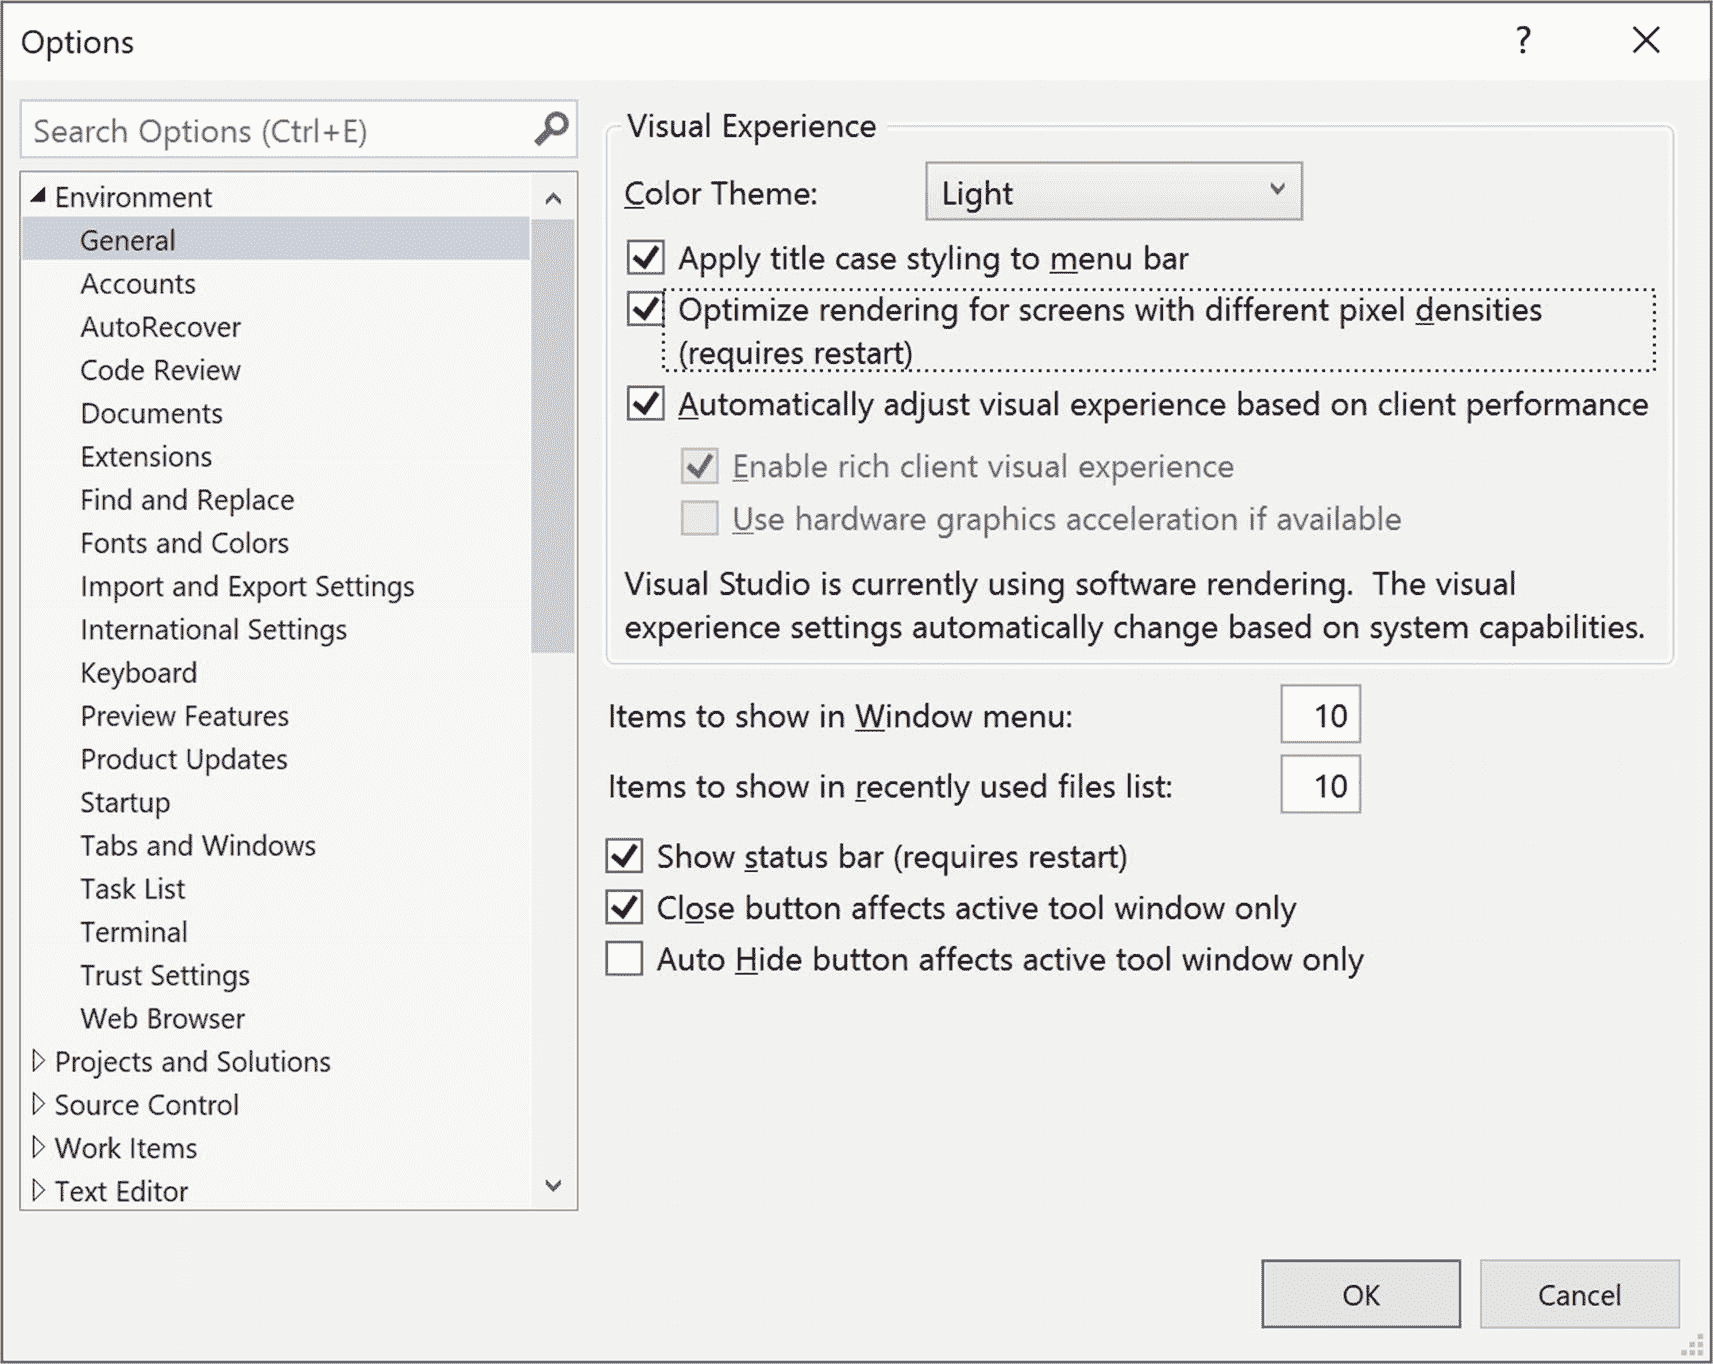 Options
?
Search Options (Ctrl+E)
Environment
General
Accounts
AutoRecover
Code Review
Documents
Extensions
Find and Replace
Fonts and Colors
Import and Export Settings
International Settings
Keyboard
Preview Features
Product Updates
Startup
Tabs and Windows
Task List
Terminal
Trust Settings
Web Browser
Projects and Solutions
Source Control
Work Items
Text Editor
Visual Experience
Color Theme: Light
Apply title case styling to menu bar
Optimize rendering for screens with different pixel densities
(requires restart)
Automatically adjust visual experience based on client performance
Enable rich client visual experience
Use hardware graphics acceleration if available
Visual Studio is currently using software rendering.  The visual
experience settings automatically change based on system capabilities.
Items to show in Window menu: 10
Items to show in recently used files list: 10
Show status bar (requires restart)
Close button affects active tool window only
Auto Hide button affects active tool window only
OK
Cancel